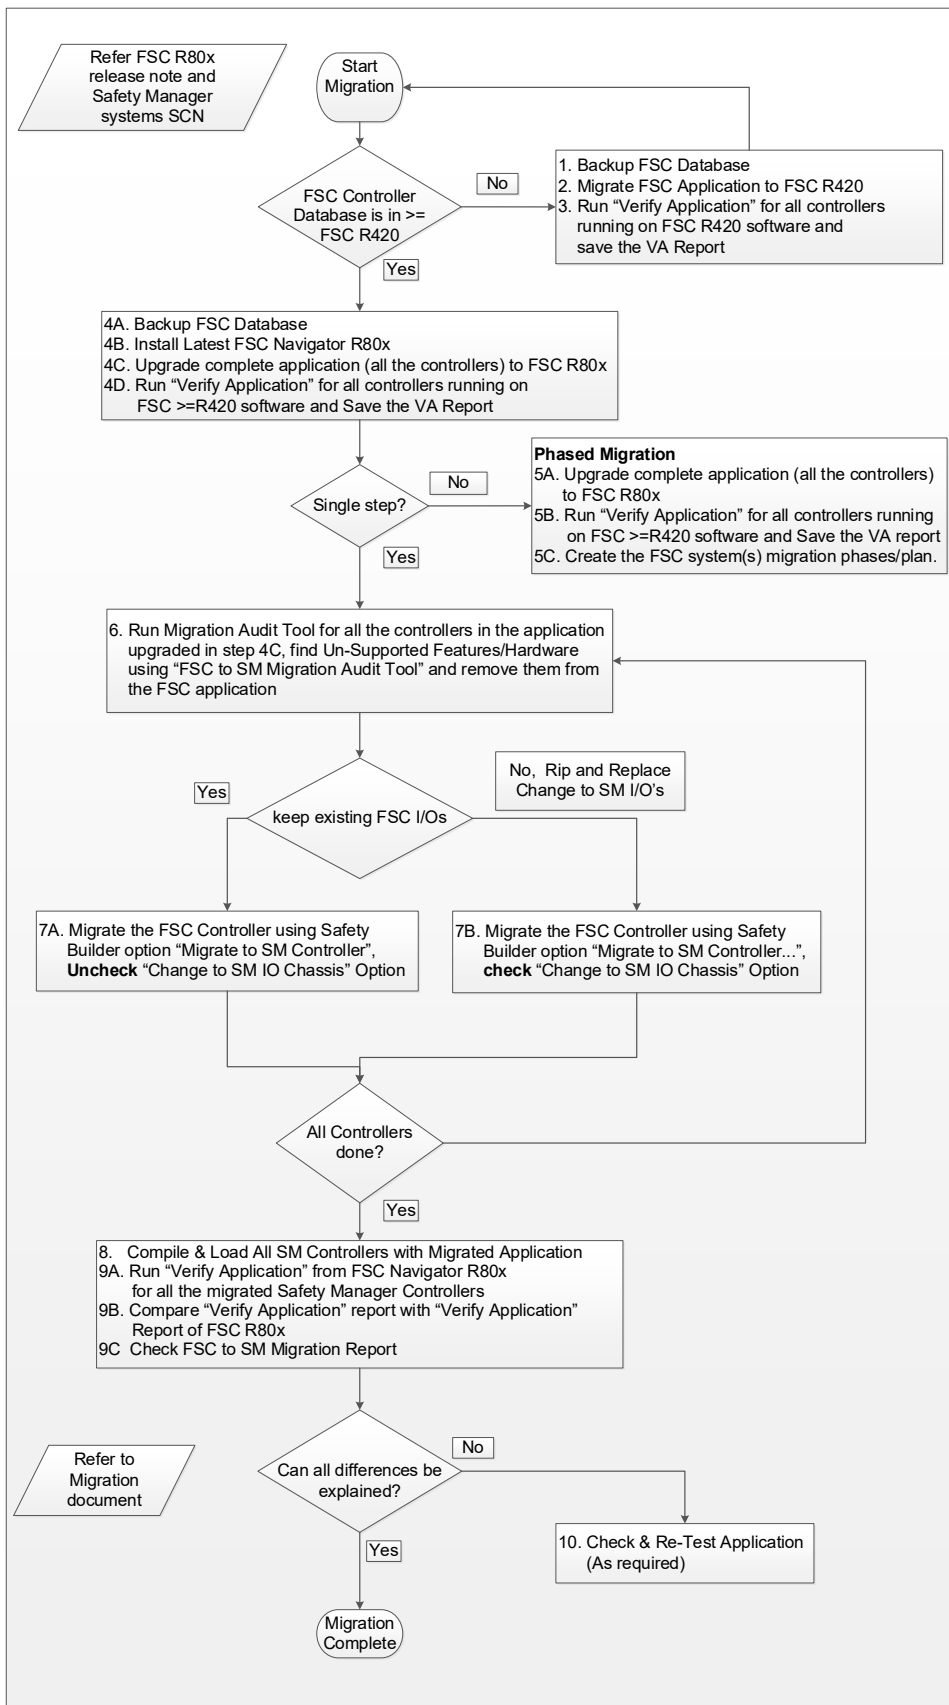 Refer FSC R80x
release note and
Safety Manager
systems SCN
Start
Migration
FSC Controller
Database is in >=
FSC R420
No
1. Backup FSC Database
2. Migrate FSC Application to FSC R420
3. Run “Verify Application” for all controllers
running on FSC R420 software and
save the VA Report
Yes
4A. Backup FSC Database
4B. Install Latest FSC Navigator R80x
4C. Upgrade complete application (all the controllers) to FSC R80x
4D. Run “Verify Application” for all controllers running on
FSC >=R420 software and Save the VA Report
Single step?
No
Phased Migration
5A. Upgrade complete application (all the controllers)
to FSC R80x
5B. Run “Verify Application” for all controllers running
on FSC >=R420 software and Save the VA report
5C. Create the FSC system(s) migration phases/plan.
Yes
6. Run Migration Audit Tool for all the controllers in the application
upgraded in step 4C, find Un-Supported Features/Hardware
using “FSC to SM Migration Audit Tool” and remove them from
the FSC application
Yes
keep existing FSC I/Os
No, Rip and Replace
Change to SM I/O’s
7A. Migrate the FSC Controller using Safety
Builder option “Migrate to SM Controller”,
Uncheck “Change to SM IO Chassis” Option
7B. Migrate the FSC Controller using Safety
Builder option “Migrate to SM Controller...”,
check “Change to SM IO Chassis” Option
All Controllers
done?
Yes
8. Compile & Load All SM Controllers with Migrated Application
9A. Run “Verify Application” from FSC Navigator R80x
for all the migrated Safety Manager Controllers
9B. Compare “Verify Application” report with “Verify Application”
Report of FSC R80x
9C Check FSC to SM Migration Report
Refer to
Migration
document
Can all differences be
explained?
No
10. Check & Re-Test Application
(As required)
Yes
Migration
Complete